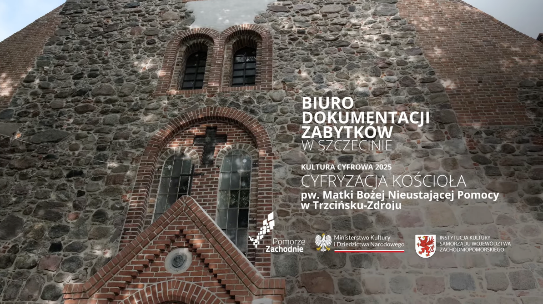 BIURO
DOKUMENTACJI
ZABYTKÓW
W SZCZECINIE
KULTURA CYFROWA 2025
CYFRYZACJA KOŚCIOŁA
pw. Matki Bożej Nieustającej Pomocy
w Trzcińsku-Zdroju
Pomorze
Zachodnie
Ministerstwo Kultury
i Dziedzictwa Narodowego
INSTYTUCJA KULTURY
SAMORZĄDU WOJEWÓDZTWA
ZACHODNIOPOMORSKIEGO